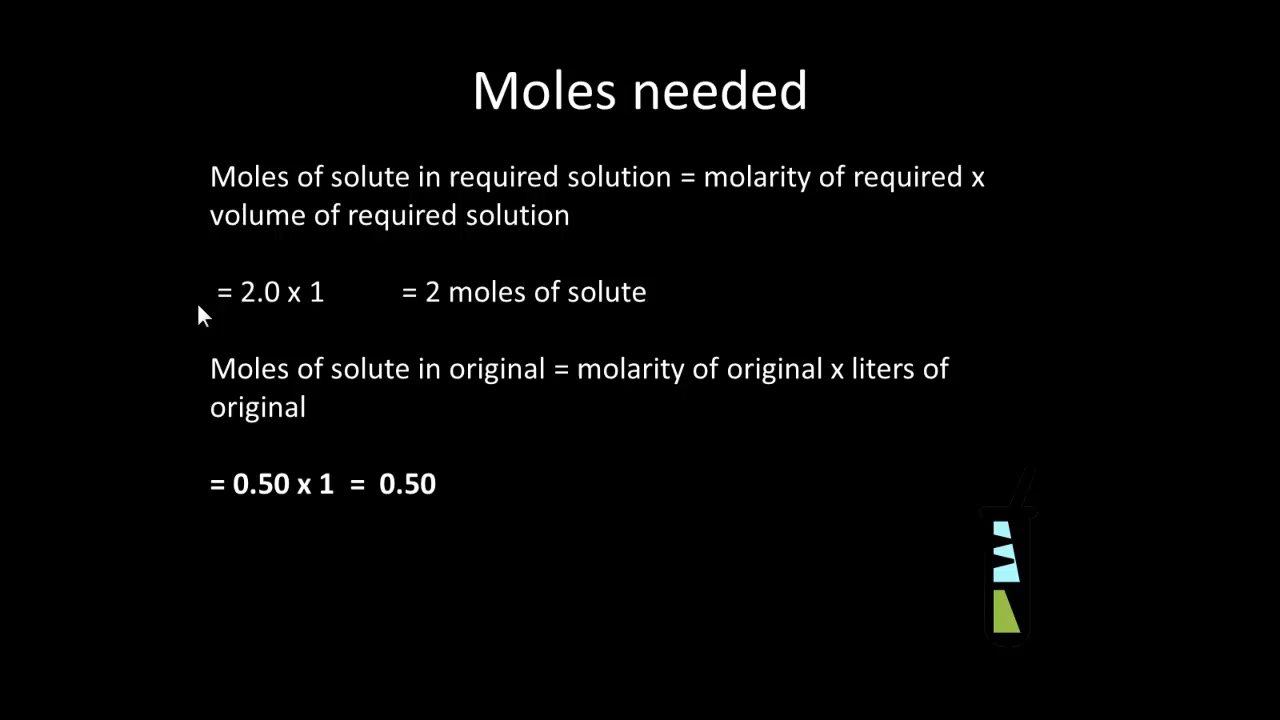 Moles needed
Moles of solute in required solution = molarity of required x
volume of required solution
= 2.0 x 1 = 2 moles of solute
Moles of solute in original = molarity of original x liters of
original
= 0.50 x 1 = 0.50